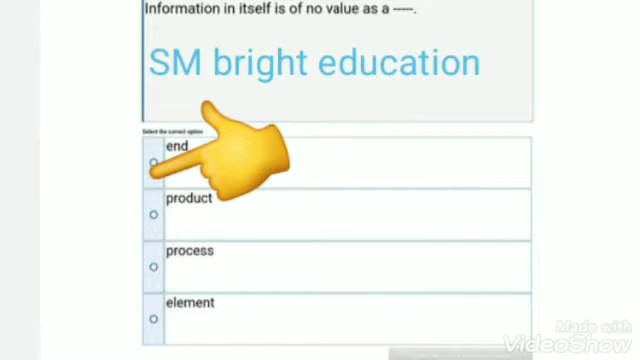 Information in itself is of no value as a -----.
SM bright education
Select the correct option
end
product
process
element
Made with
VideoShow